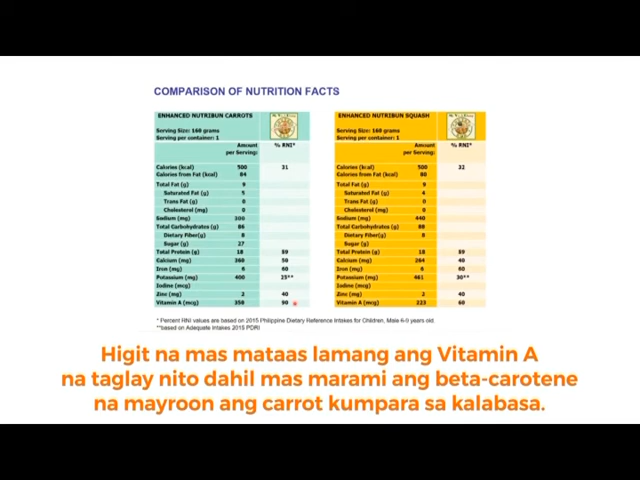 COMPARISON OF NUTRITION FACTS
ENHANCED NUTRIBUN CARROTS
Serving Size: 160 grams
Serving per container: 1
Amount per Serving: % RNI*
Calories (kcal) 500 31
Calories from Fat (kcal) 84
Total Fat (g) 9
Saturated Fat (g) 5
Trans Fat (g) 0
Cholesterol (mg) 0
Sodium (mg) 300
Total Carbohydrates (g) 86
Dietary Fiber(g) 8
Sugar (g) 27
Total Protein (g) 18 89
Calcium (mg) 360 50
Iron (mg) 6 60
Potassium (mg) 400 25**
Iodine (mcg)
Zinc (mg) 2 40
Vitamin A (mcg) 358 90
ENHANCED NUTRIBUN SQUASH
Serving Size: 160 grams
Serving per container: 1
Amount per Serving: % RNI*
Calories (kcal) 500 32
Calories from Fat (kcal) 80
Total Fat (g) 9
Saturated Fat (g) 4
Trans Fat (g) 0
Cholesterol (mg) 0
Sodium (mg) 440
Total Carbohydrates (g) 88
Dietary Fiber(g) 8
Sugar (g)
Total Protein (g) 18 89
Calcium (mg) 264 40
Iron (mg) 6 60
Potassium (mg) 461 30**
Iodine (mcg)
Zinc (mg) 2 40
Vitamin A (mcg) 223 60
* Percent RNI values are based on 2015 Philippine Dietary Reference Intakes for Children, Male 6-9 years old.
**based on Adequate Intakes 2015 PDRI
Higit na mas mataas lamang ang Vitamin A
na taglay nito dahil mas marami ang beta-carotene
na mayroon ang carrot kumpara sa kalabasa.